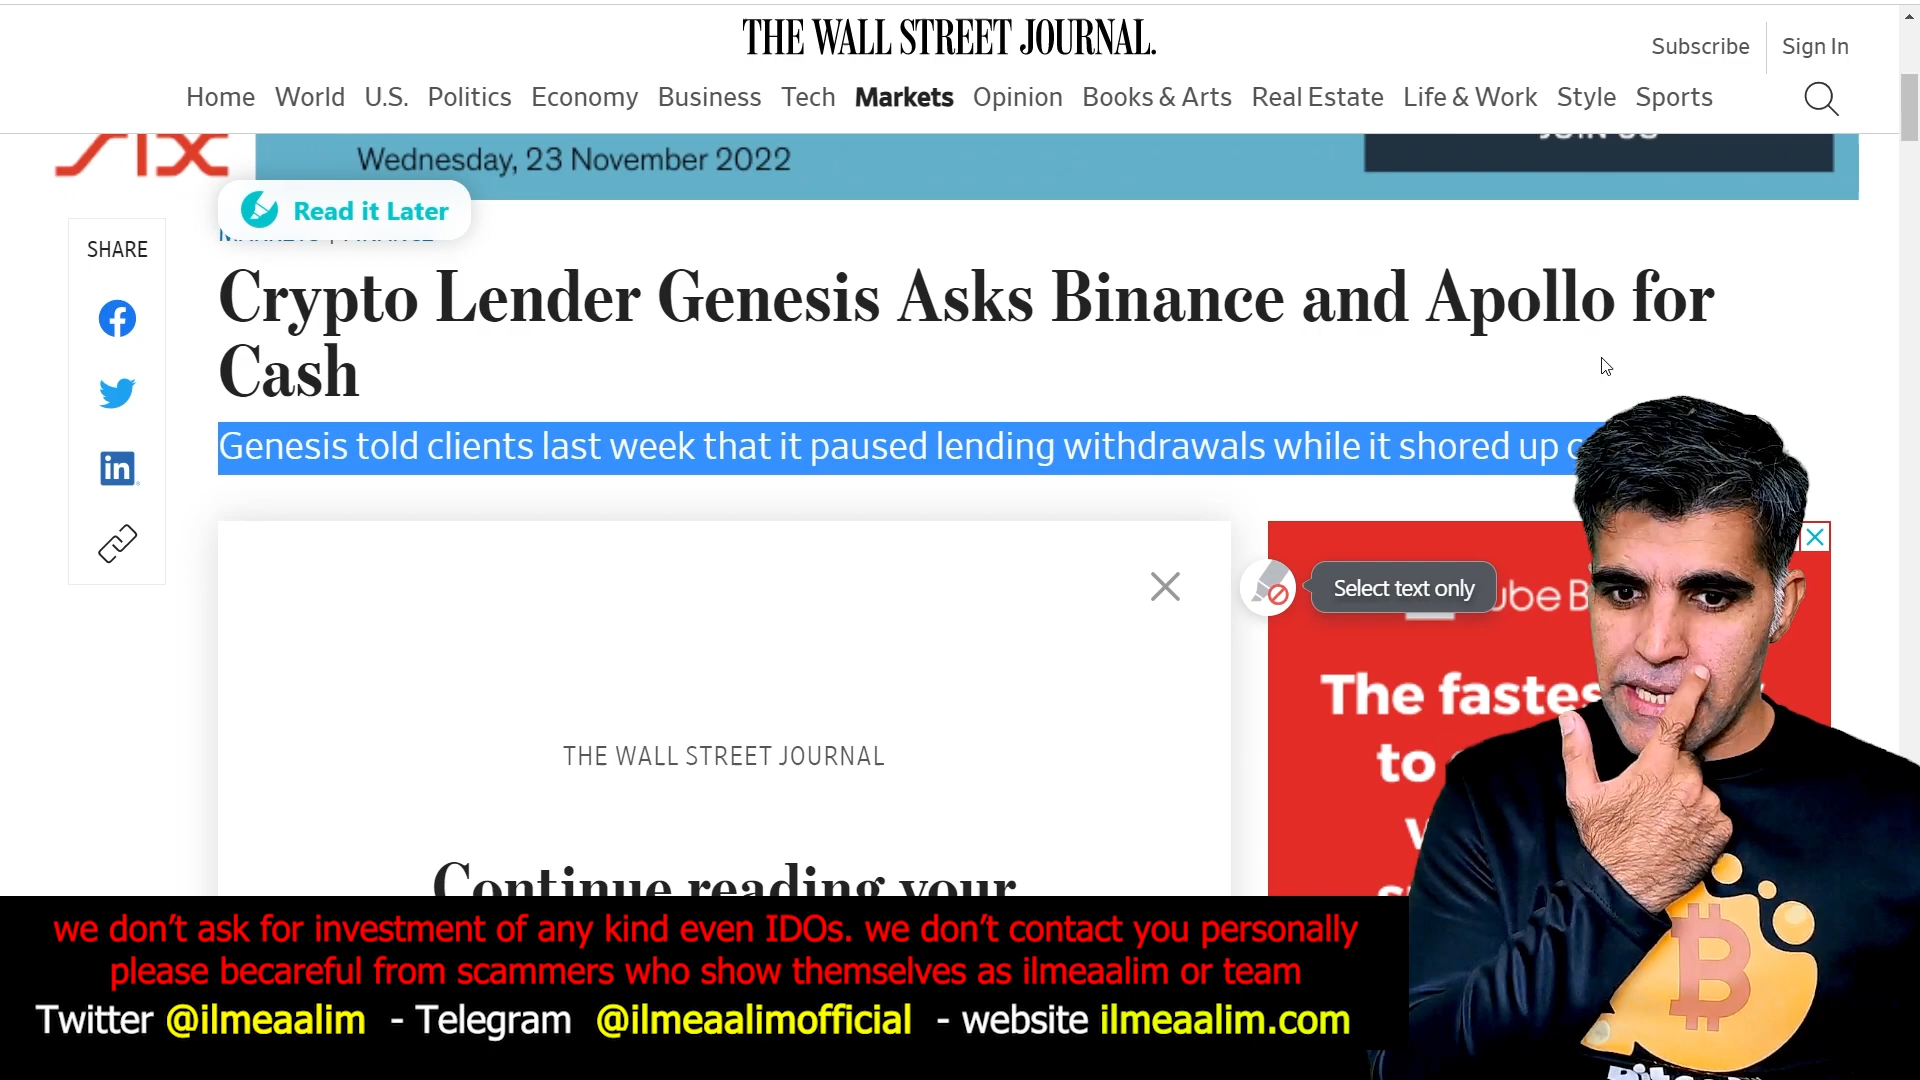 THE WALL STREET JOURNAL.
Subscribe
Sign In
Home World U.S. Politics Economy Business Tech Markets Opinion Books & Arts Real Estate Life & Work Style Sports
SIX
Wednesday, 23 November 2022
JOIN US
Read it Later
SHARE
Crypto Lender Genesis Asks Binance and Apollo for
Cash
Genesis told clients last week that it paused lending withdrawals while it shored up
Select text only
THE WALL STREET JOURNAL
The
to
Continue reading your
we don't ask for investment of any kind even IDOs. we don't contact you personally
please becareful from scammers who show themselves as ilmeaalim or team
Twitter @ilmeaalim - Telegram @ilmeaalimofficial - website ilmeaalim.com